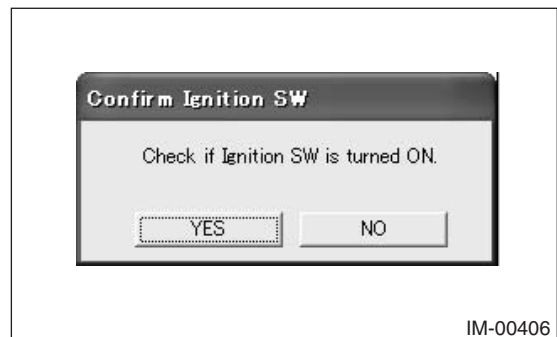 Confirm Ignition SW
Check if Ignition SW is turned ON.
YES
NO
IM-00406